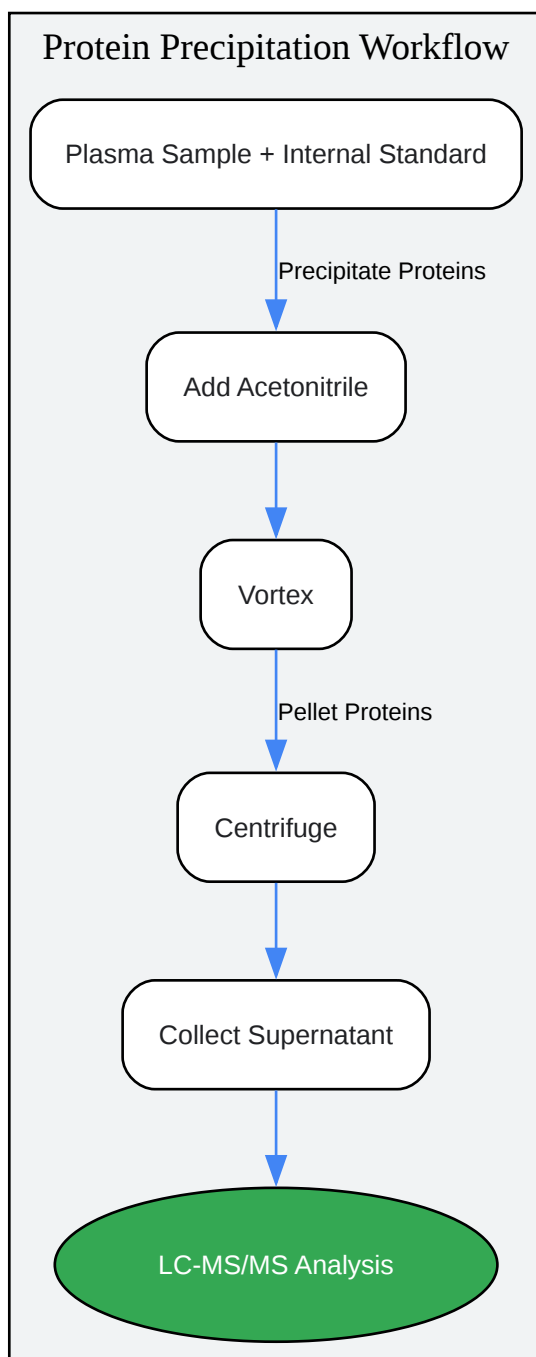 Protein Precipitation Workflow
Plasma Sample + Internal Standard
Precipitate Proteins
Add Acetonitrile
Vortex
Pellet Proteins
Centrifuge
Collect Supernatant
LC-MS/MS Analysis